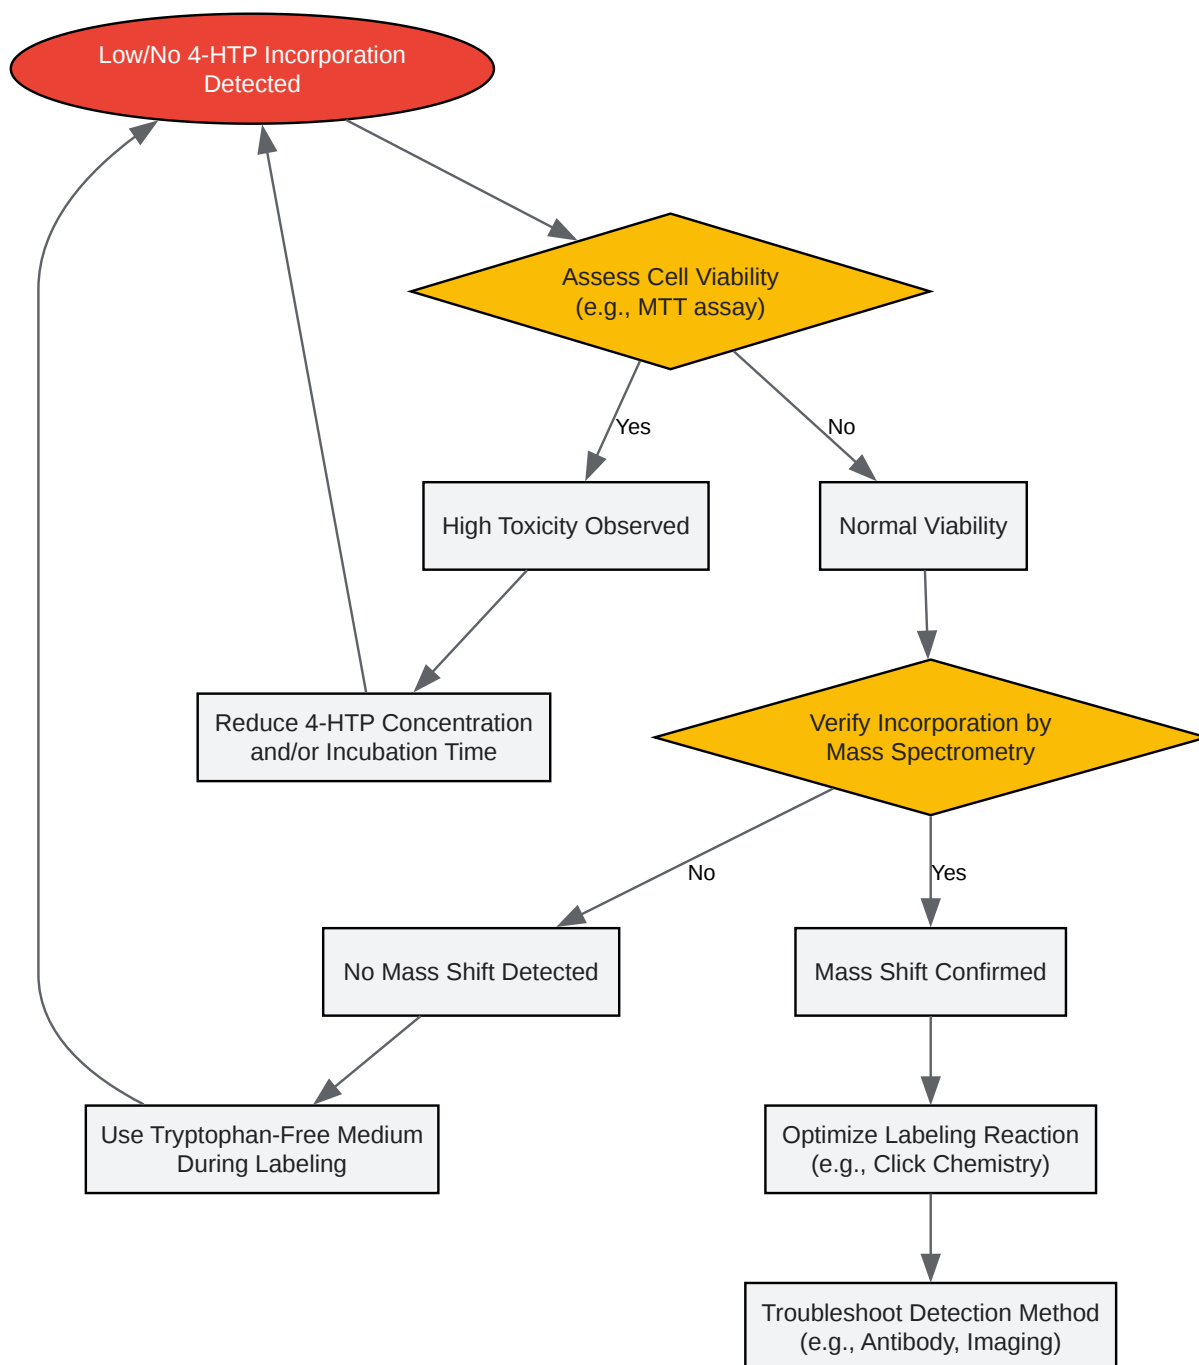 Low/No 4-HTP Incorporation
Detected
Assess Cell Viability
(e.g., MTT assay)
Yes
No
High Toxicity Observed
Normal Viability
Reduce 4-HTP Concentration
and/or Incubation Time
Verify Incorporation by
Mass Spectrometry
No
Yes
No Mass Shift Detected
Mass Shift Confirmed
Use Tryptophan-Free Medium
During Labeling
Optimize Labeling Reaction
(e.g., Click Chemistry)
Troubleshoot Detection Method
(e.g., Antibody, Imaging)